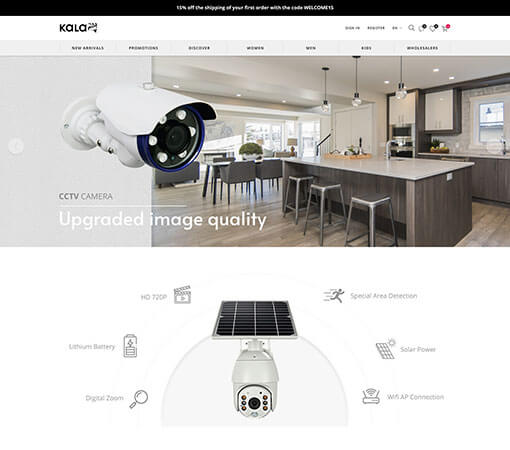 15% off the shipping of your first order with the code WELCOME15
KALA
SIGN IN REGISTER EN
NEW ARRIVALS PROMOTIONS DISCOVER WOMEN MEN KIDS WHOLESALERS
CCTV CAMERA
Upgraded image quality
HD 720P
Special Area Detection
Lithium Battery
Solar Power
Digital Zoom
Wifi AP Connection